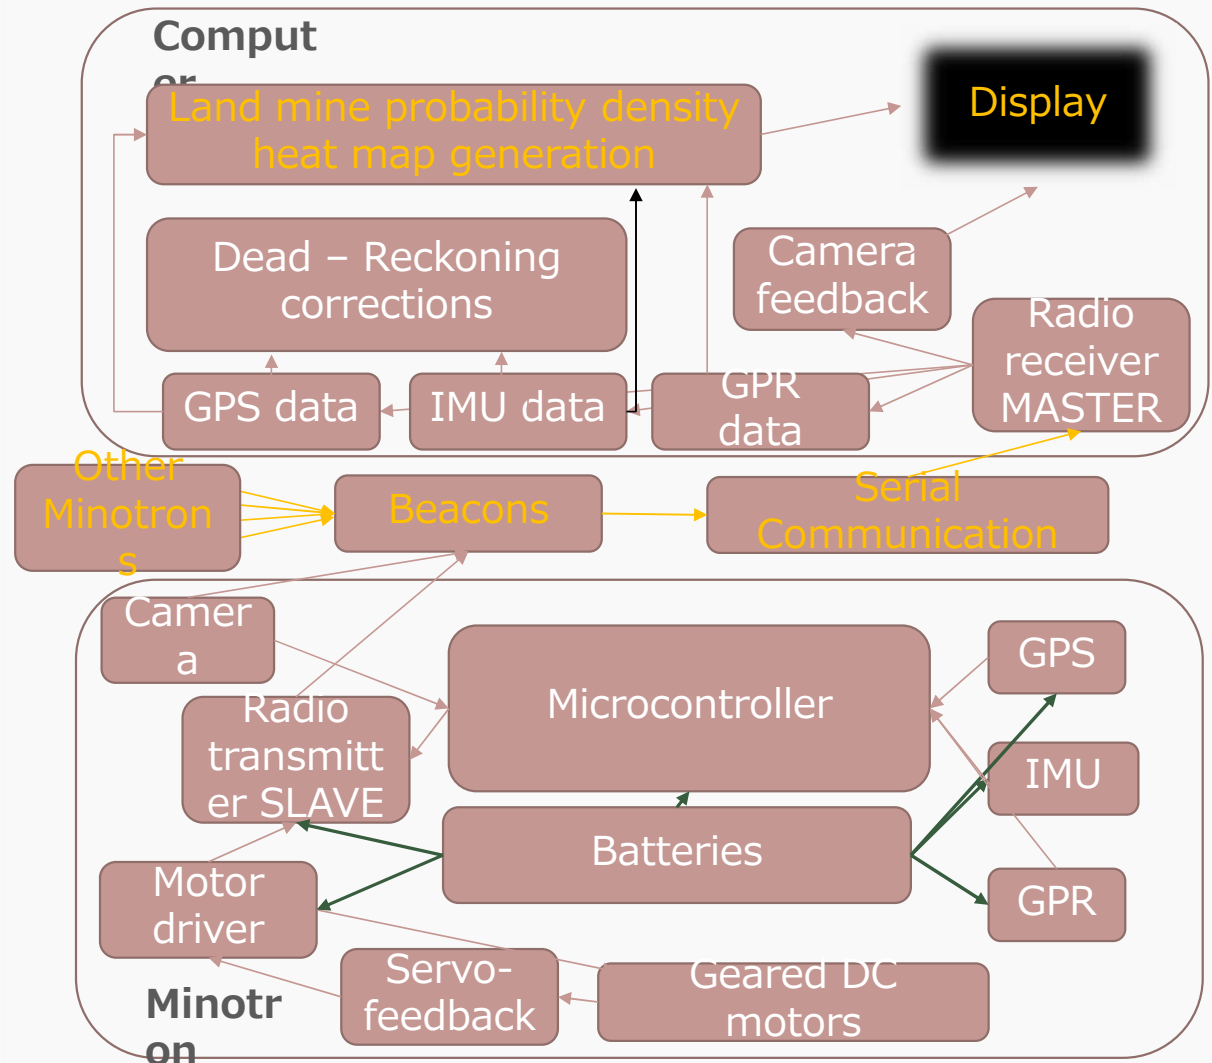 Comput
er
Land mine probability density
heat map generation
Display
Dead – Reckoning
corrections
Camera
feedback
Radio
receiver
MASTER
GPS data
IMU data
GPR
data
Other
Minotron
s
Beacons
Serial
Communication
Camer
a
Microcontroller
GPS
Radio
transmitt
er SLAVE
IMU
Batteries
Motor
driver
GPR
Servo-
feedback
Geared DC
motors
Minotr
on